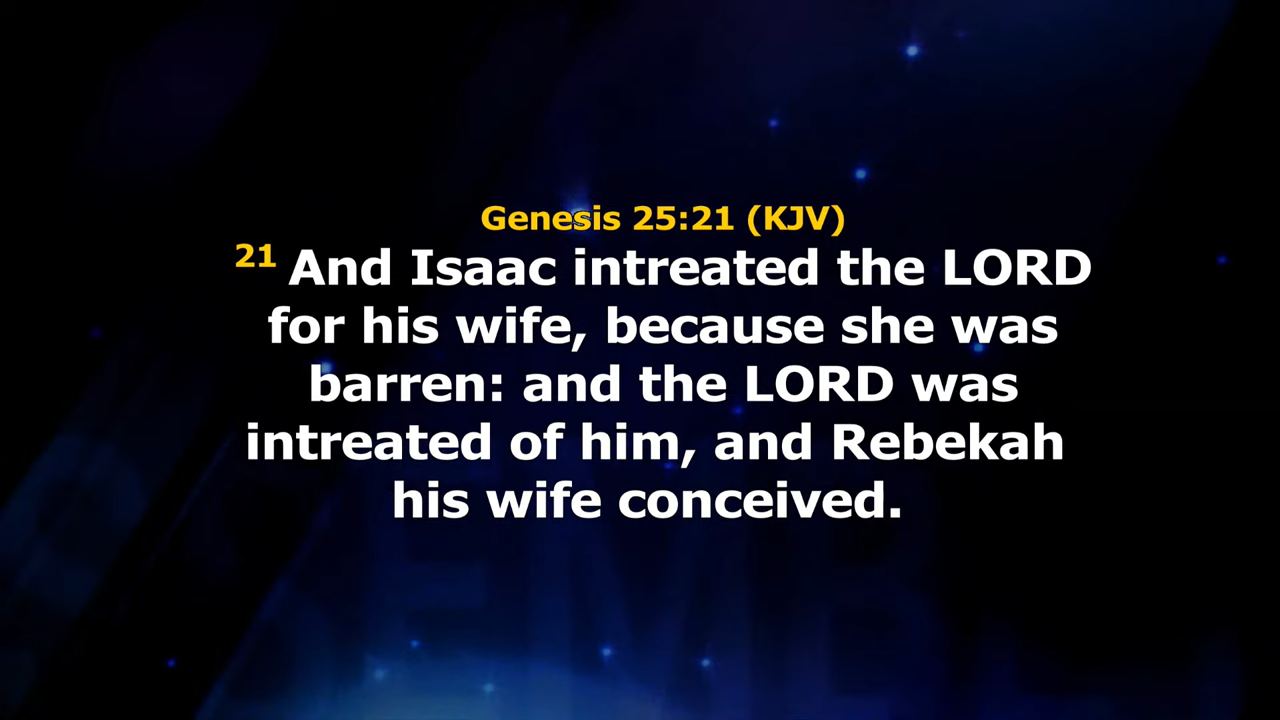 Genesis 25:21 (KJV)
21 And Isaac intreated the LORD
for his wife, because she was
barren: and the LORD was
intreated of him, and Rebekah
his wife conceived.